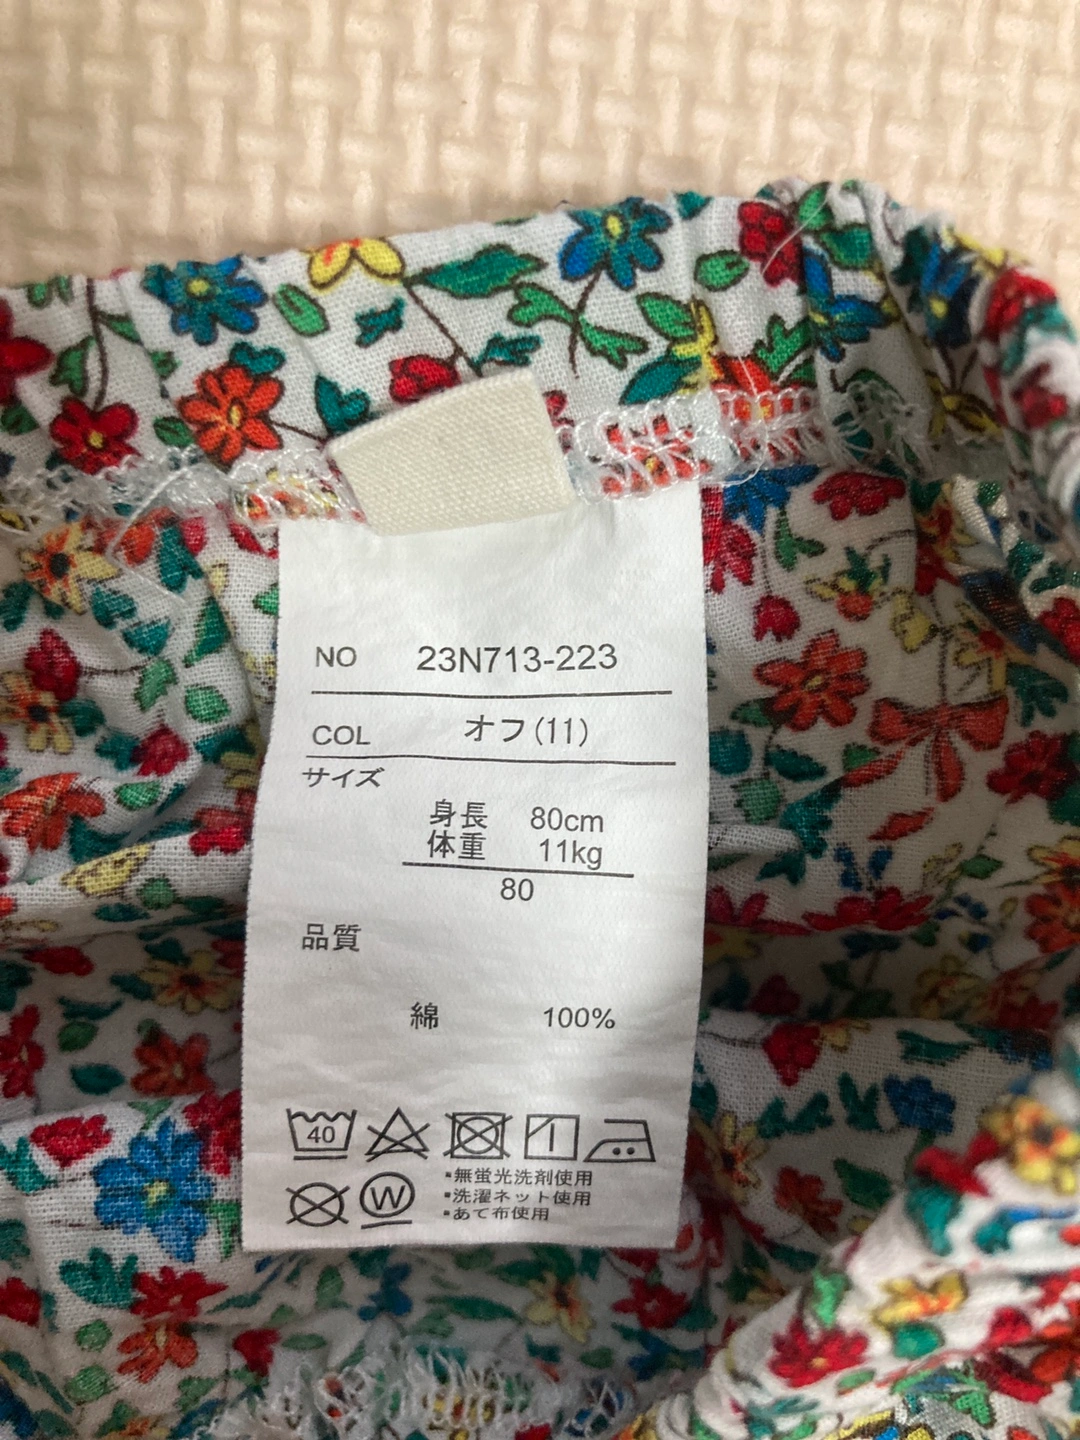 NO 23N713-223
COL オフ(11)
サイズ
身長 80cm
体重 11kg
80
品質
綿 100%
40
W
・無蛍光洗剤使用
・洗濯ネット使用
・あて布使用